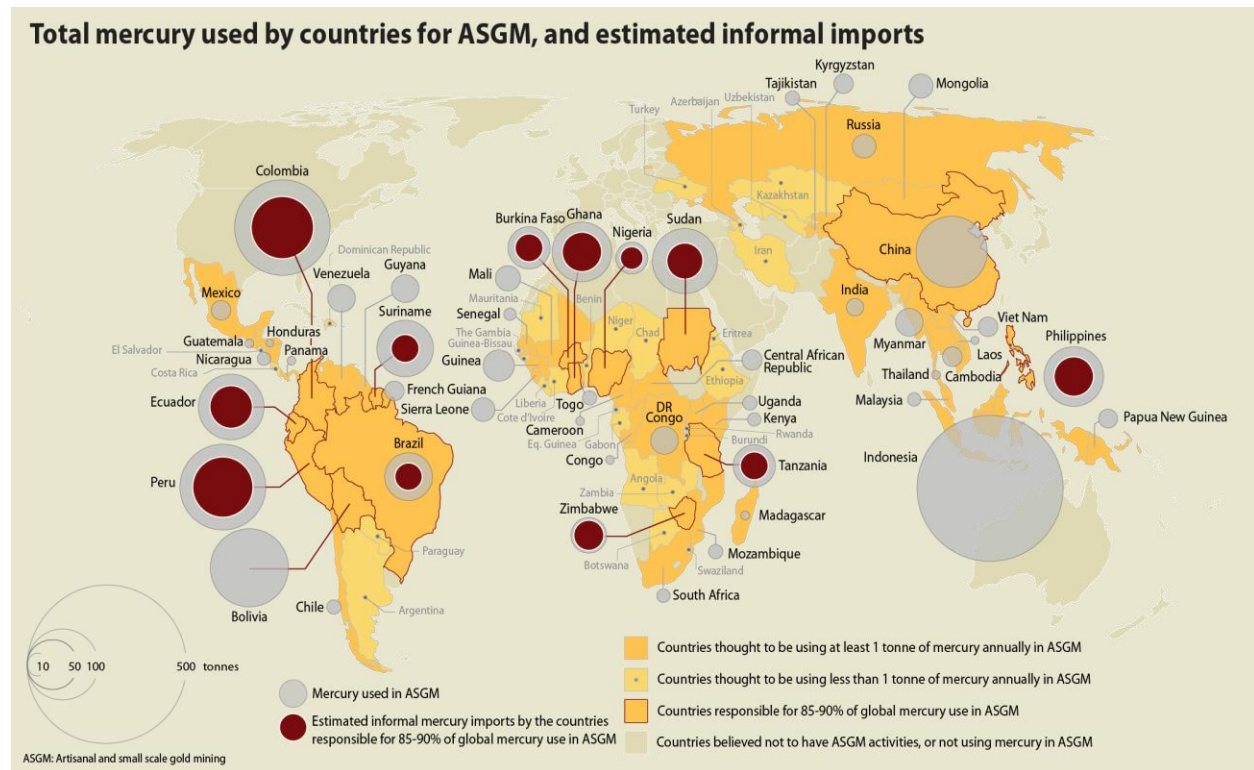 Total mercury used by countries for ASGM, and estimated informal imports
Kyrgyzstan
Tajikistan
Mongolia
Azerbaijan
Uzbekistan
Turkey
Russia
Colombia
Burkina Faso
Ghana
Nigeria
Sudan
Kazakhstan
China
Iran
Dominican Republic
Venezuela
Guyana
Suriname
Mali
Mauritania
Senegal
The Gambia
Guinea-Bissau
Guinea
Benin
Niger
Chad
Eritrea
India
Mexico
Guatemala
Honduras
El Salvador
Nicaragua
Panama
Costa Rica
Viet Nam
Myanmar
Laos
Philippines
Thailand
Cambodia
Malaysia
Papua New Guinea
Indonesia
Central African
Republic
Ethiopia
Ecuador
French Guiana
Sierra Leone
Liberia
Cote d'Ivoire
Togo
Cameroon
DR
Congo
Uganda
Kenya
Eq. Guinea
Gabon
Rwanda
Burundi
Congo
Brazil
Peru
Tanzania
Angola
Zambia
Zimbabwe
Madagascar
Mozambique
Botswana
Swaziland
South Africa
Paraguay
Bolivia
Chile
Argentina
10 50 100 500 tonnes
Mercury used in ASGM
Estimated informal mercury imports by the countries
responsible for 85-90% of global mercury use in ASGM
Countries thought to be using at least 1 tonne of mercury annually in ASGM
Countries thought to be using less than 1 tonne of mercury annually in ASGM
Countries responsible for 85-90% of global mercury use in ASGM
Countries believed not to have ASGM activities, or not using mercury in ASGM
ASGM: Artisanal and small scale gold mining